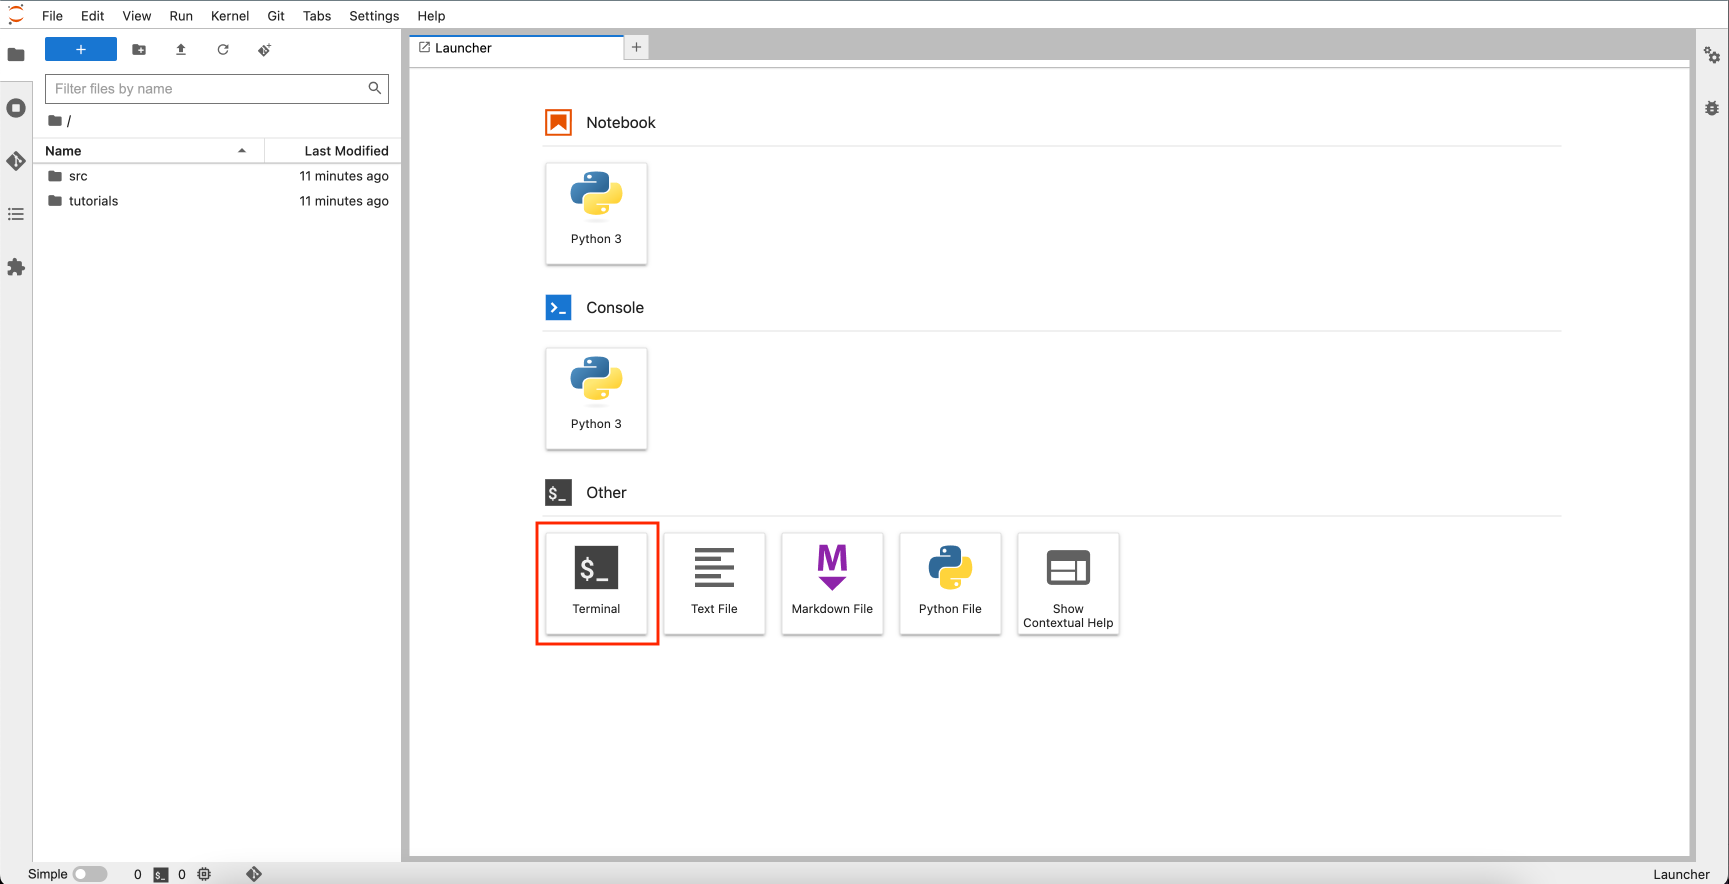 File Edit View Run Kernel Git Tabs Settings Help
+
Filter files by name
/
Name Last Modified
src 11 minutes ago
tutorials 11 minutes ago
Launcher +
Notebook
Python 3
>_ Console
Python 3
$_ Other
$_ M
Terminal Text File Markdown File Python File Show
Contextual Help
Simple 0 $_ 0 Launcher